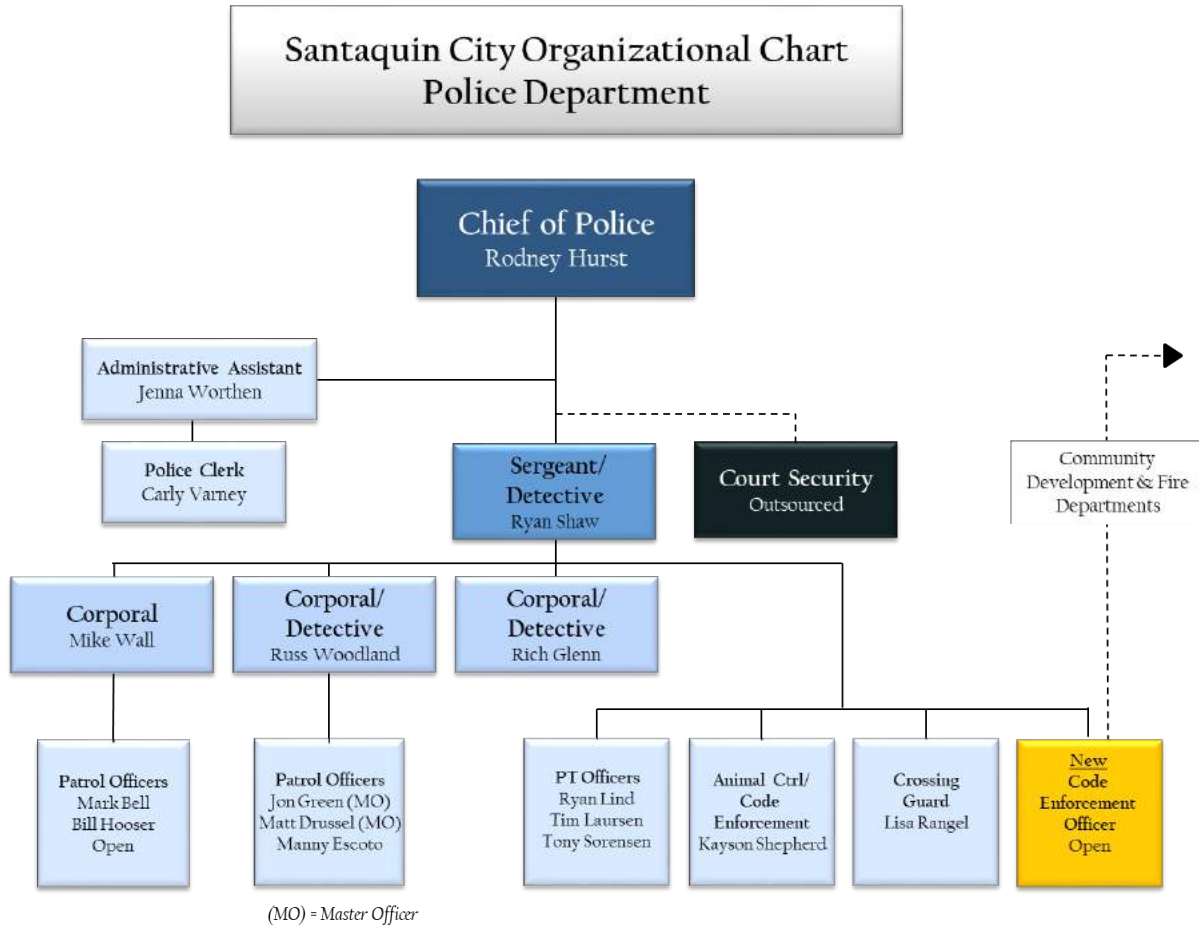 Santaquin City Organizational Chart
Police Department
Chief of Police
Rodney Hurst
Administrative Assistant
Jenna Worthen
Police Clerk
Carly Varney
Sergeant/
Detective
Ryan Shaw
Court Security
Outsourced
Community
Development & Fire
Departments
Corporal
Mike Wall
Corporal/
Detective
Russ Woodland
Corporal/
Detective
Rich Glenn
Patrol Officers
Mark Bell
Bill Hooser
Open
Patrol Officers
Jon Green (MO)
Matt Drussel (MO)
Manny Escoto
PT Officers
Ryan Lind
Tim Laursen
Tony Sorensen
Animal Ctrl/
Code
Enforcement
Kayson Shepherd
Crossing
Guard
Lisa Rangel
New
Code
Enforcement
Officer
Open
(MO) = Master Officer